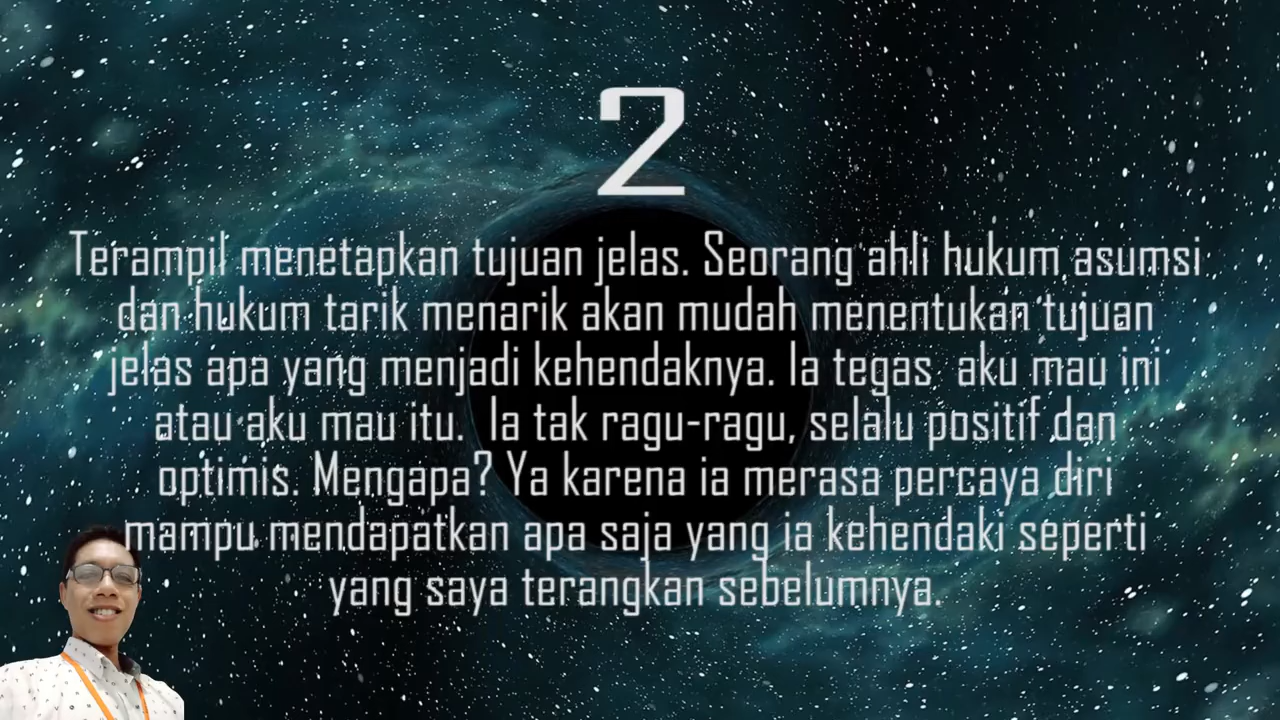 2
Terampil menetapkan tujuan jelas. Seorang ahli hukum asumsi
dan hukum tarik menarik akan mudah menentukan tujuan
jelas apa yang menjadi kehendaknya. Ia tegas  aku mau ini
atau aku mau itu.  Ia tak ragu-ragu, selalu positif dan
optimis. Mengapa? Ya karena ia merasa percaya diri
mampu mendapatkan apa saja yang ia kehendaki seperti
yang saya terangkan sebelumnya.